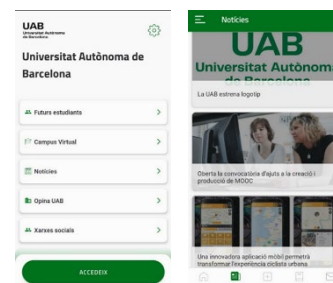 UAB
Universitat Autònoma
de Barcelona
Universitat Autònoma de
Barcelona
Futurs estudiants
Campus Virtual
Notícies
Opina UAB
Xarxes socials
ACCEDEIX
Notícies
UAB
Universitat Autònoma
de Barcelona
La UAB estrena logotip
Oberta la convocatòria d'ajuts a la creació i
producció de MOOC
Una innovadora aplicació mòbil permetrà
transformar l'experiència ciclista urbana